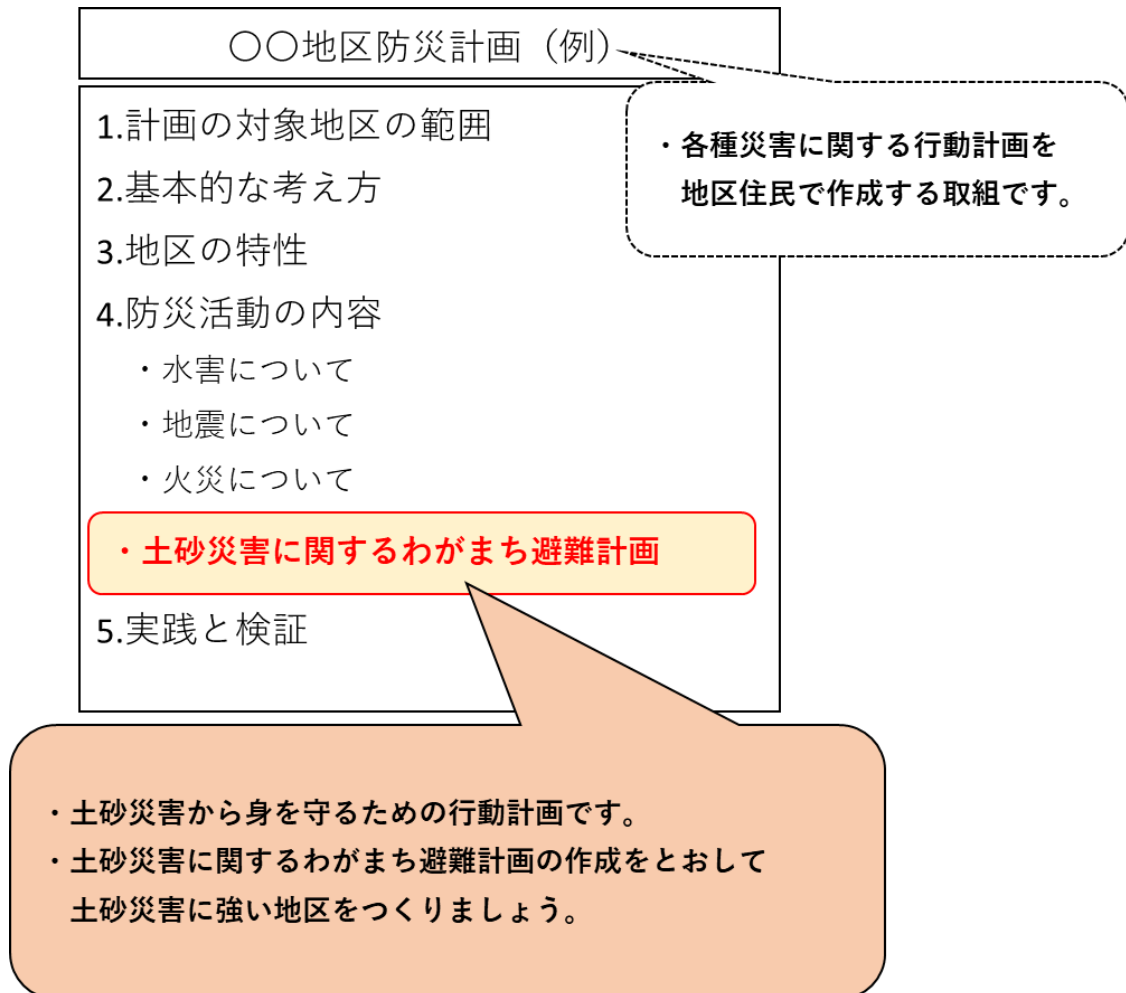 〇〇地区防災計画（例）
・各種災害に関する行動計画を
地区住民で作成する取組です。
1.計画の対象地区の範囲
2.基本的な考え方
3.地区の特性
4.防災活動の内容
・水害について
・地震について
・火災について
・土砂災害に関するわがまち避難計画
5.実践と検証
・土砂災害から身を守るための行動計画です。
・土砂災害に関するわがまち避難計画の作成をとおして
土砂災害に強い地区をつくりましょう。